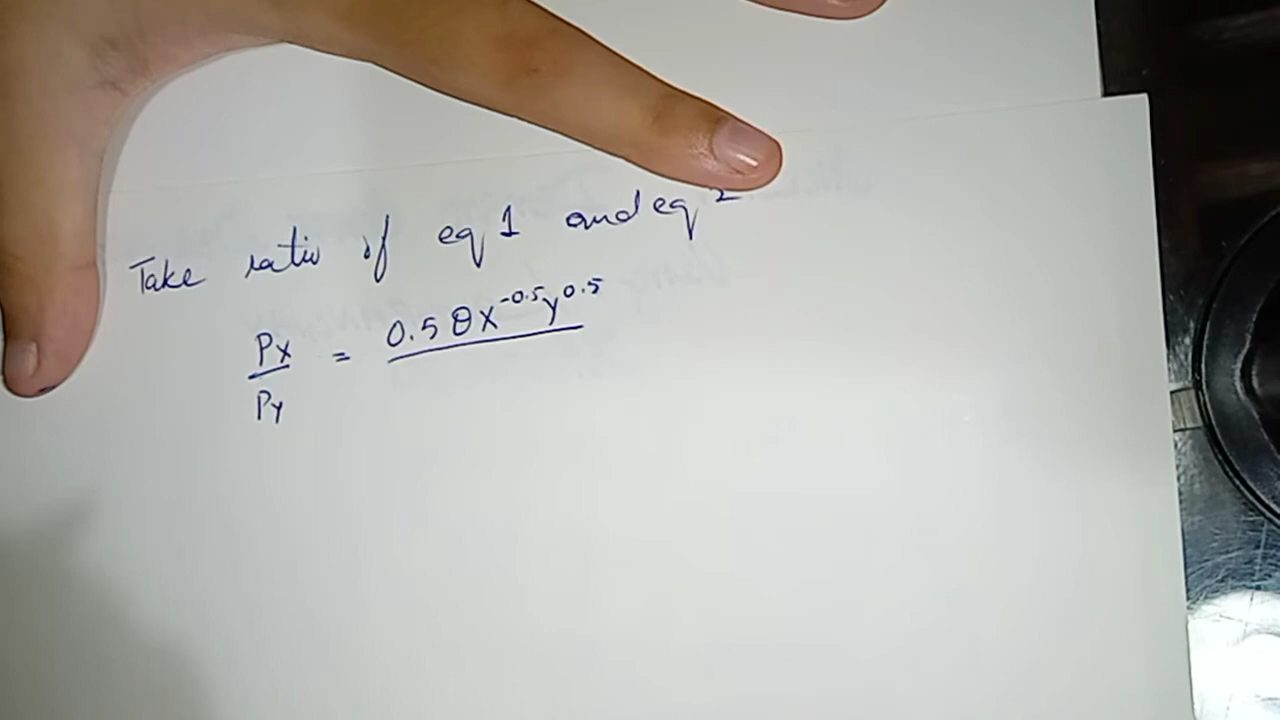 Take ratio of eq 1 and eq 2
Px / Py = 0.5 θ X^-0.5 Y^0.5